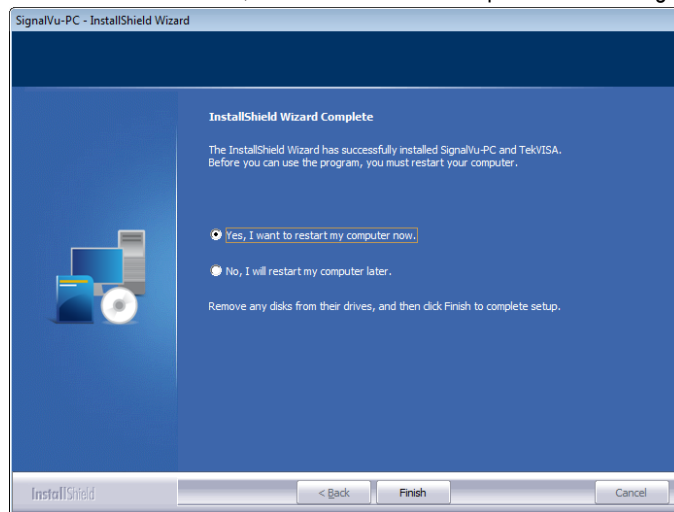 SignalVu-PC - InstallShield Wizard
InstallShield Wizard Complete
The InstallShield Wizard has successfully installed SignalVu-PC and TekVISA.
Before you can use the program, you must restart your computer.
Yes, I want to restart my computer now.
No, I will restart my computer later.
Remove any disks from their drives, and then click Finish to complete setup.
InstallShield
< Back
Finish
Cancel